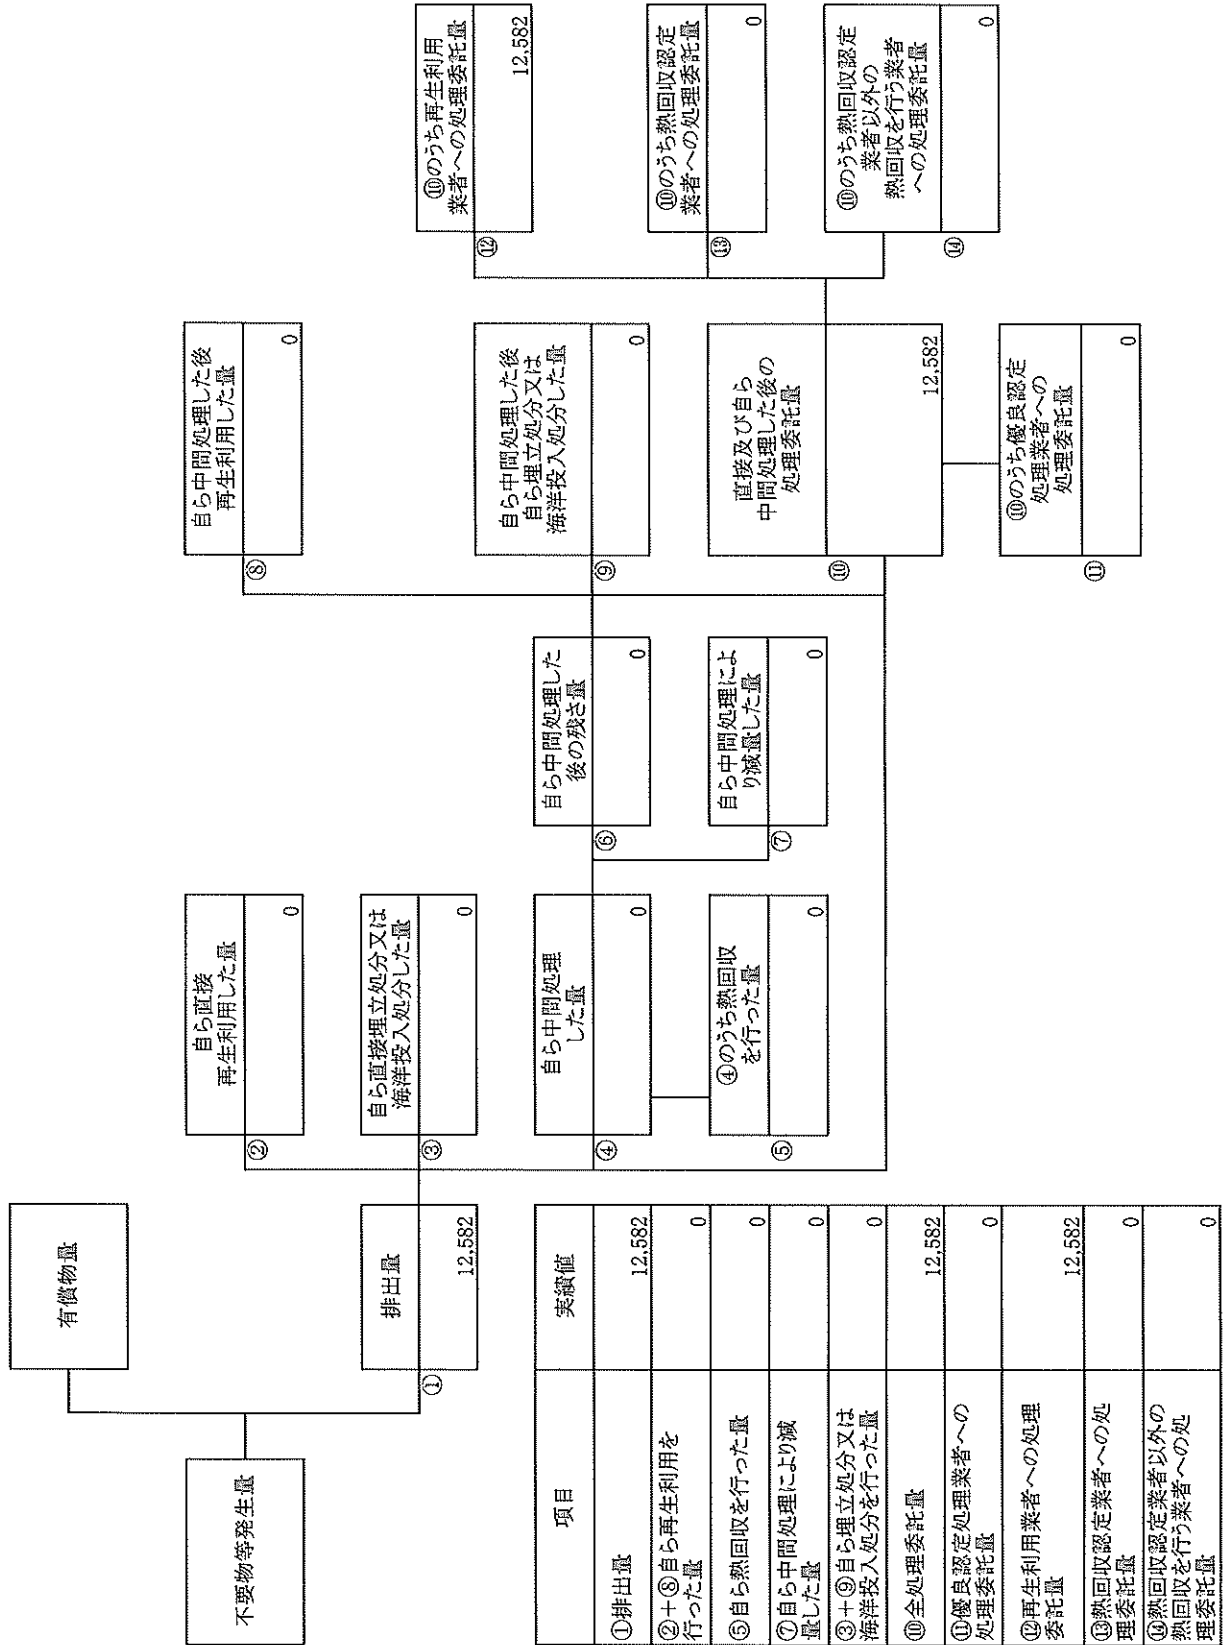 不要物等発生量
有償物量
排出量
①
12,582
②
自ら直接
再生利用した量
0
③
自ら直接埋立処分又は
海洋投入処分した量
0
④
自ら中間処理
した量
0
⑤
④のうち熱回収
を行った量
0
⑥
自ら中間処理した
後の残さ量
0
⑦
自ら中間処理によ
り減量した量
0
⑧
自ら中間処理した後
再生利用した量
0
⑨
自ら中間処理した後
自ら埋立処分又は
海洋投入処分した量
0
⑩
直接及び自ら
中間処理した後の
処理委託量
12,582
⑪
⑩のうち優良認定
処理業者への
処理委託量
0
⑫
⑩のうち再生利用
業者への処理委託量
12,582
⑬
⑩のうち熱回収認定
業者への処理委託量
0
⑭
⑩のうち熱回収認定
業者以外の
熱回収を行う業者
への処理委託量
0
項目 実績値
①排出量 12,582
②+⑧自ら再生利用を
行った量 0
⑤自ら熱回収を行った量 0
⑦自ら中間処理により減
量した量 0
③+⑨自ら埋立処分又は
海洋投入処分を行った量 0
⑩全処理委託量 12,582
⑪優良認定処理業者への
処理委託量 0
⑫再生利用業者への処理
委託量 12,582
⑬熱回収認定業者への処
理委託量 0
⑭熱回収認定業者以外の
熱回収を行う業者への処
理委託量 0